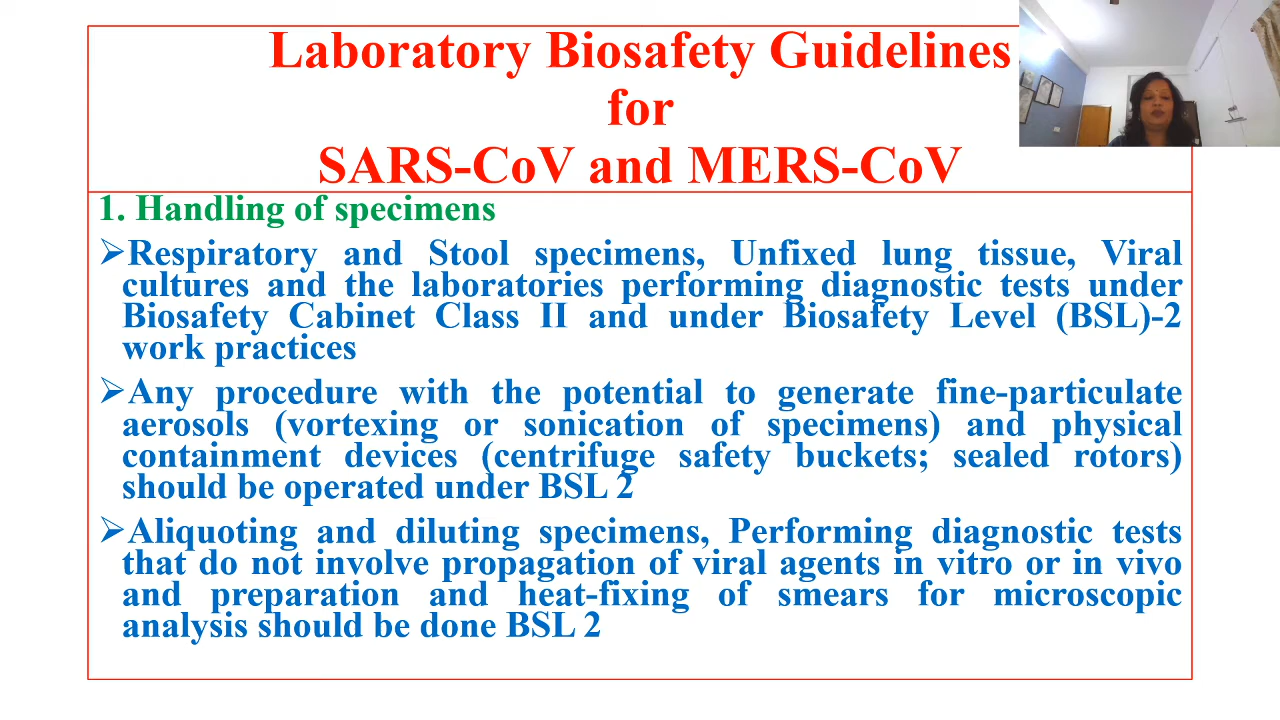 Laboratory Biosafety Guidelines
for
SARS-CoV and MERS-CoV
1. Handling of specimens
➢Respiratory and Stool specimens, Unfixed lung tissue, Viral
cultures and the laboratories performing diagnostic tests under
Biosafety Cabinet Class II and under Biosafety Level (BSL)-2
work practices
➢Any procedure with the potential to generate fine-particulate
aerosols (vortexing or sonication of specimens) and physical
containment devices (centrifuge safety buckets; sealed rotors)
should be operated under BSL 2
➢Aliquoting and diluting specimens, Performing diagnostic tests
that do not involve propagation of viral agents in vitro or in vivo
and preparation and heat-fixing of smears for microscopic
analysis should be done BSL 2